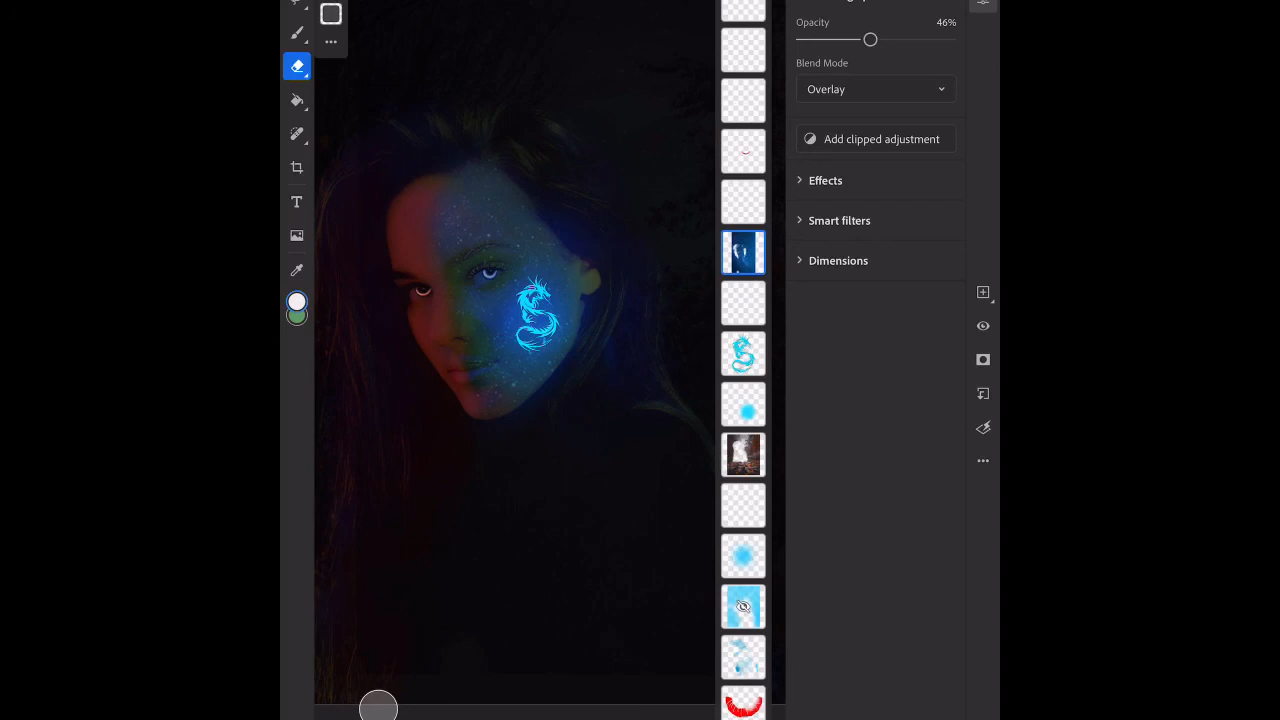 Opacity 46%
Blend Mode
Overlay
Add clipped adjustment
Effects
Smart filters
Dimensions